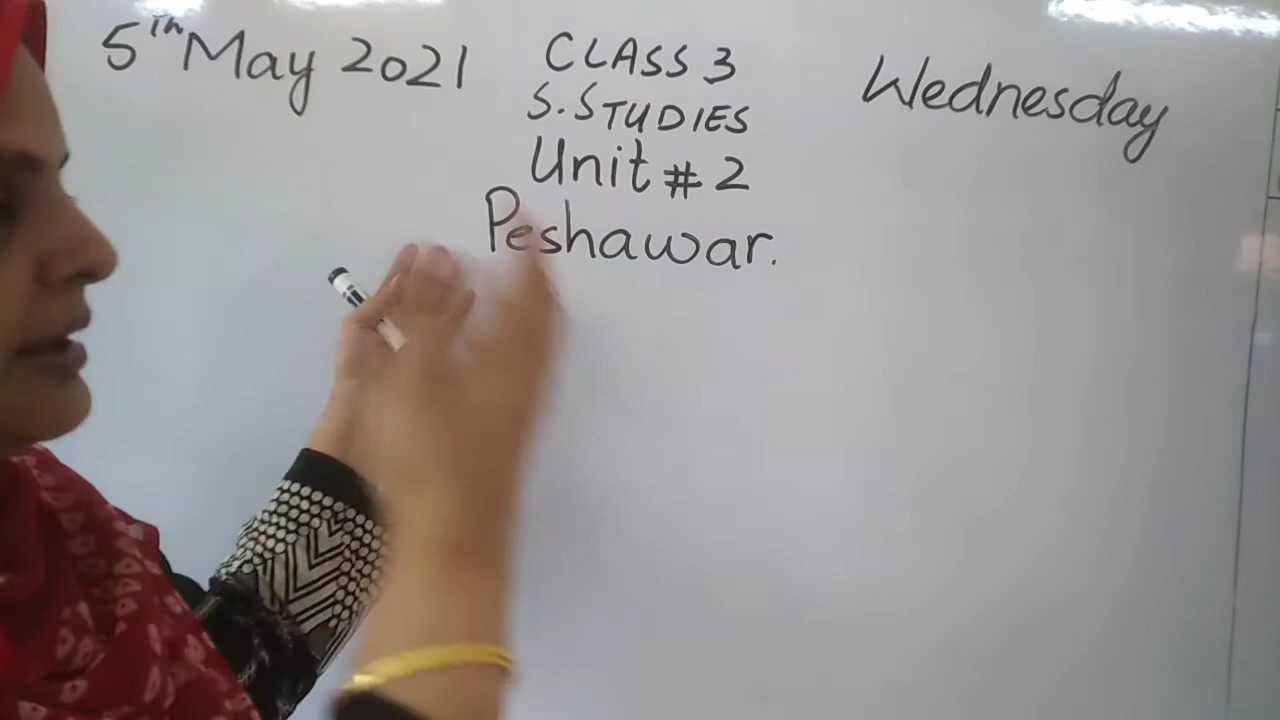 5th May 2021
CLASS 3
Wednesday
S.STUDIES
Unit # 2
Peshawar.